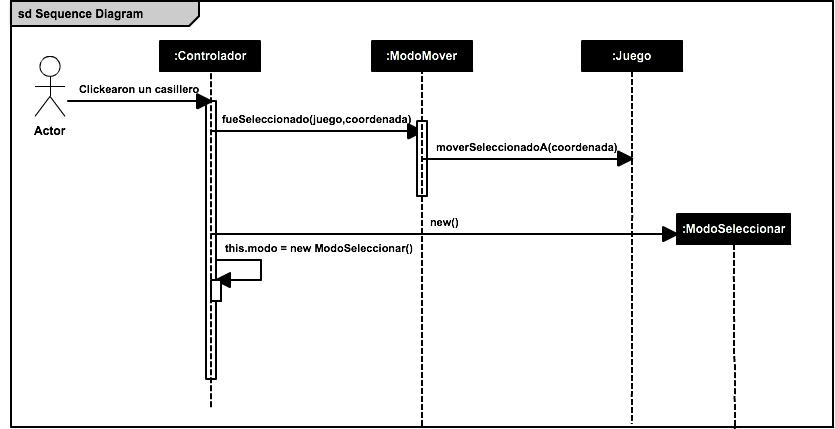 sd Sequence Diagram
:Controlador
:ModoMover
:Juego
Clickearon un casillero
Actor
fueSeleccionado(juego,coordenada)
moverSeleccionadoA(coordenada)
new()
:ModoSeleccionar
this.modo = new ModoSeleccionar()